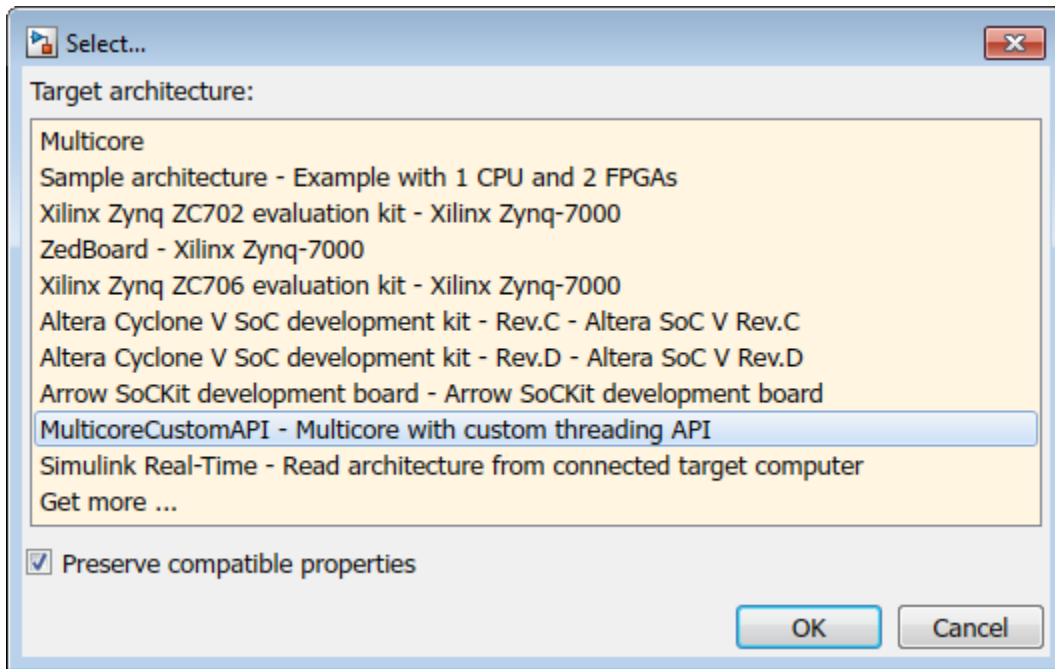 Select...
Target architecture:
Multicore
Sample architecture - Example with 1 CPU and 2 FPGAs
Xilinx Zynq ZC702 evaluation kit - Xilinx Zynq-7000
ZedBoard - Xilinx Zynq-7000
Xilinx Zynq ZC706 evaluation kit - Xilinx Zynq-7000
Altera Cyclone V SoC development kit - Rev.C - Altera SoC V Rev.C
Altera Cyclone V SoC development kit - Rev.D - Altera SoC V Rev.D
Arrow SoCKit development board - Arrow SoCKit development board
MulticoreCustomAPI - Multicore with custom threading API
Simulink Real-Time - Read architecture from connected target computer
Get more ...
Preserve compatible properties
OK Cancel